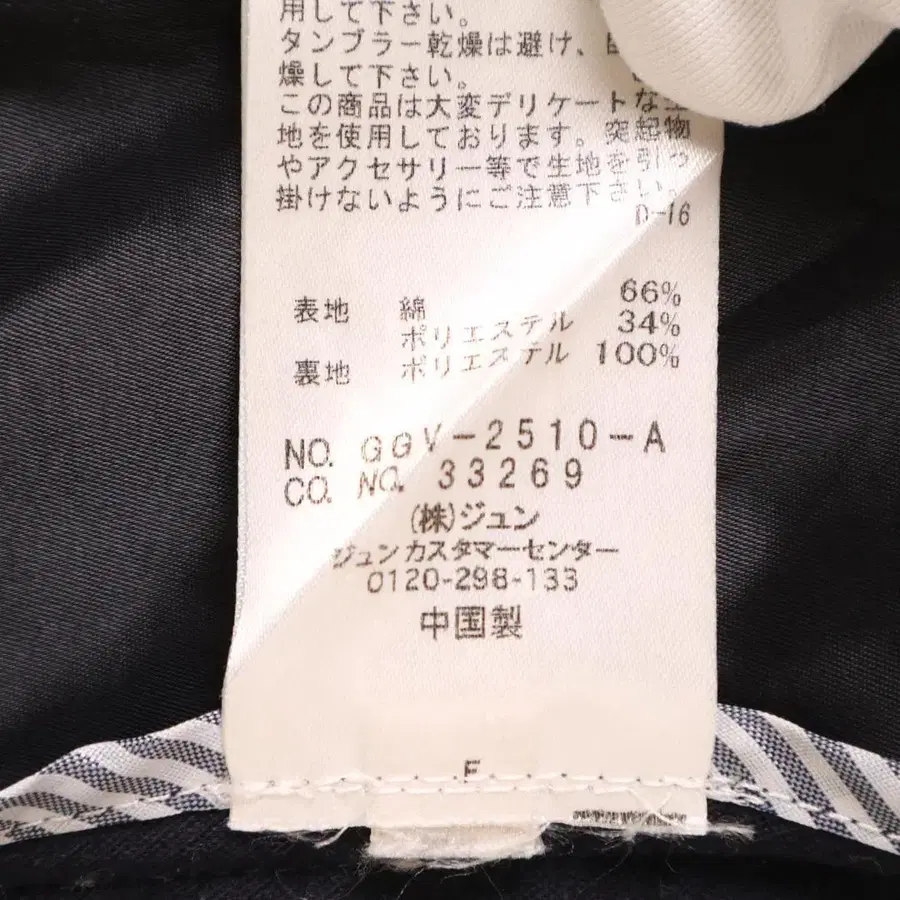 用して下さい。
タンブラー乾燥は避け、自
燥して下さい。
この商品は大変デリケートな生
地を使用しております。突起物
やアクセサリー等で生地を引っ
掛けないようにご注意下さい。
D-16
表地 綿 66%
ポリエステル 34%
裏地 ポリエステル 100%
NO. GGV-2510-A
CO. NO. 33269
(株)ジュン
ジュンカスタマーセンター
0120-298-133
中国製
F